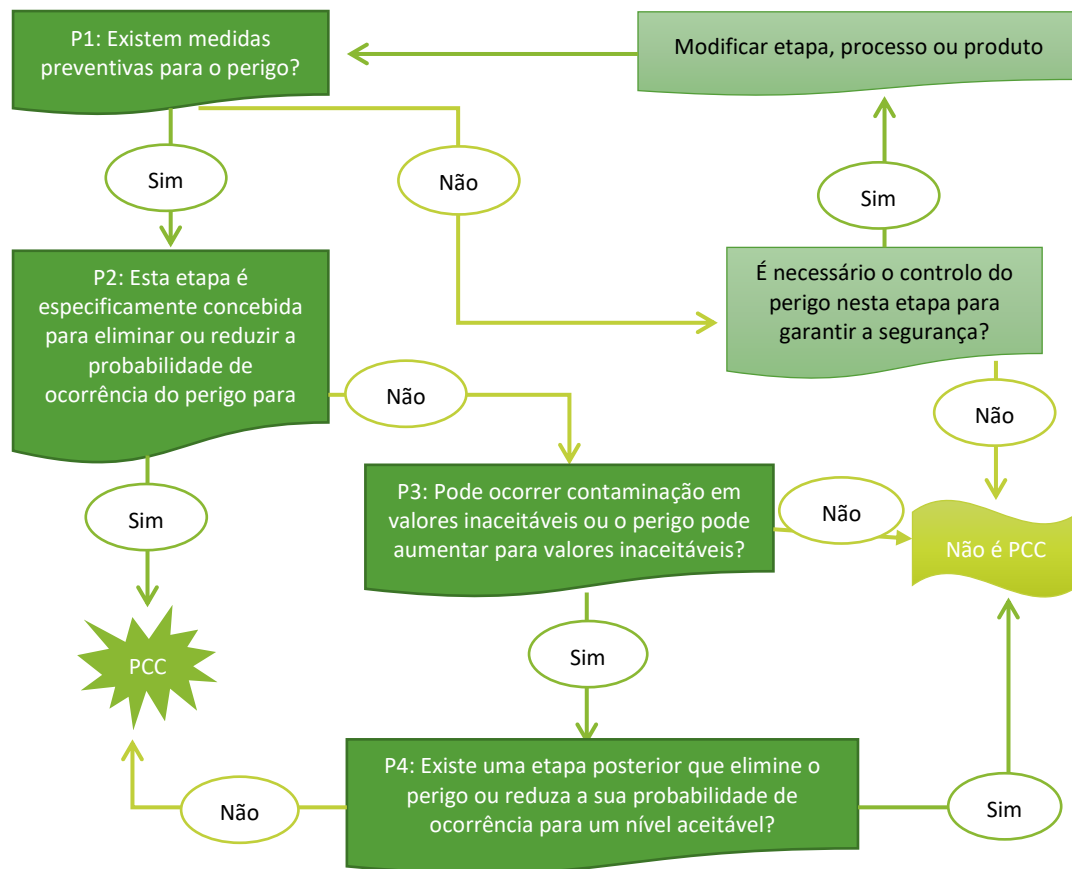 P1: Existem medidas
preventivas para o perigo?
Modificar etapa, processo ou produto
Sim
Não
Sim
P2: Esta etapa é
especificamente concebida
para eliminar ou reduzir a
probabilidade de
ocorrência do perigo para
É necessário o controlo do
perigo nesta etapa para
garantir a segurança?
Não
Não
Sim
P3: Pode ocorrer contaminação em
valores inaceitáveis ou o perigo pode
aumentar para valores inaceitáveis?
Não
Não é PCC
Sim
PCC
P4: Existe uma etapa posterior que elimine o
perigo ou reduza a sua probabilidade de
ocorrência para um nível aceitável?
Não
Sim